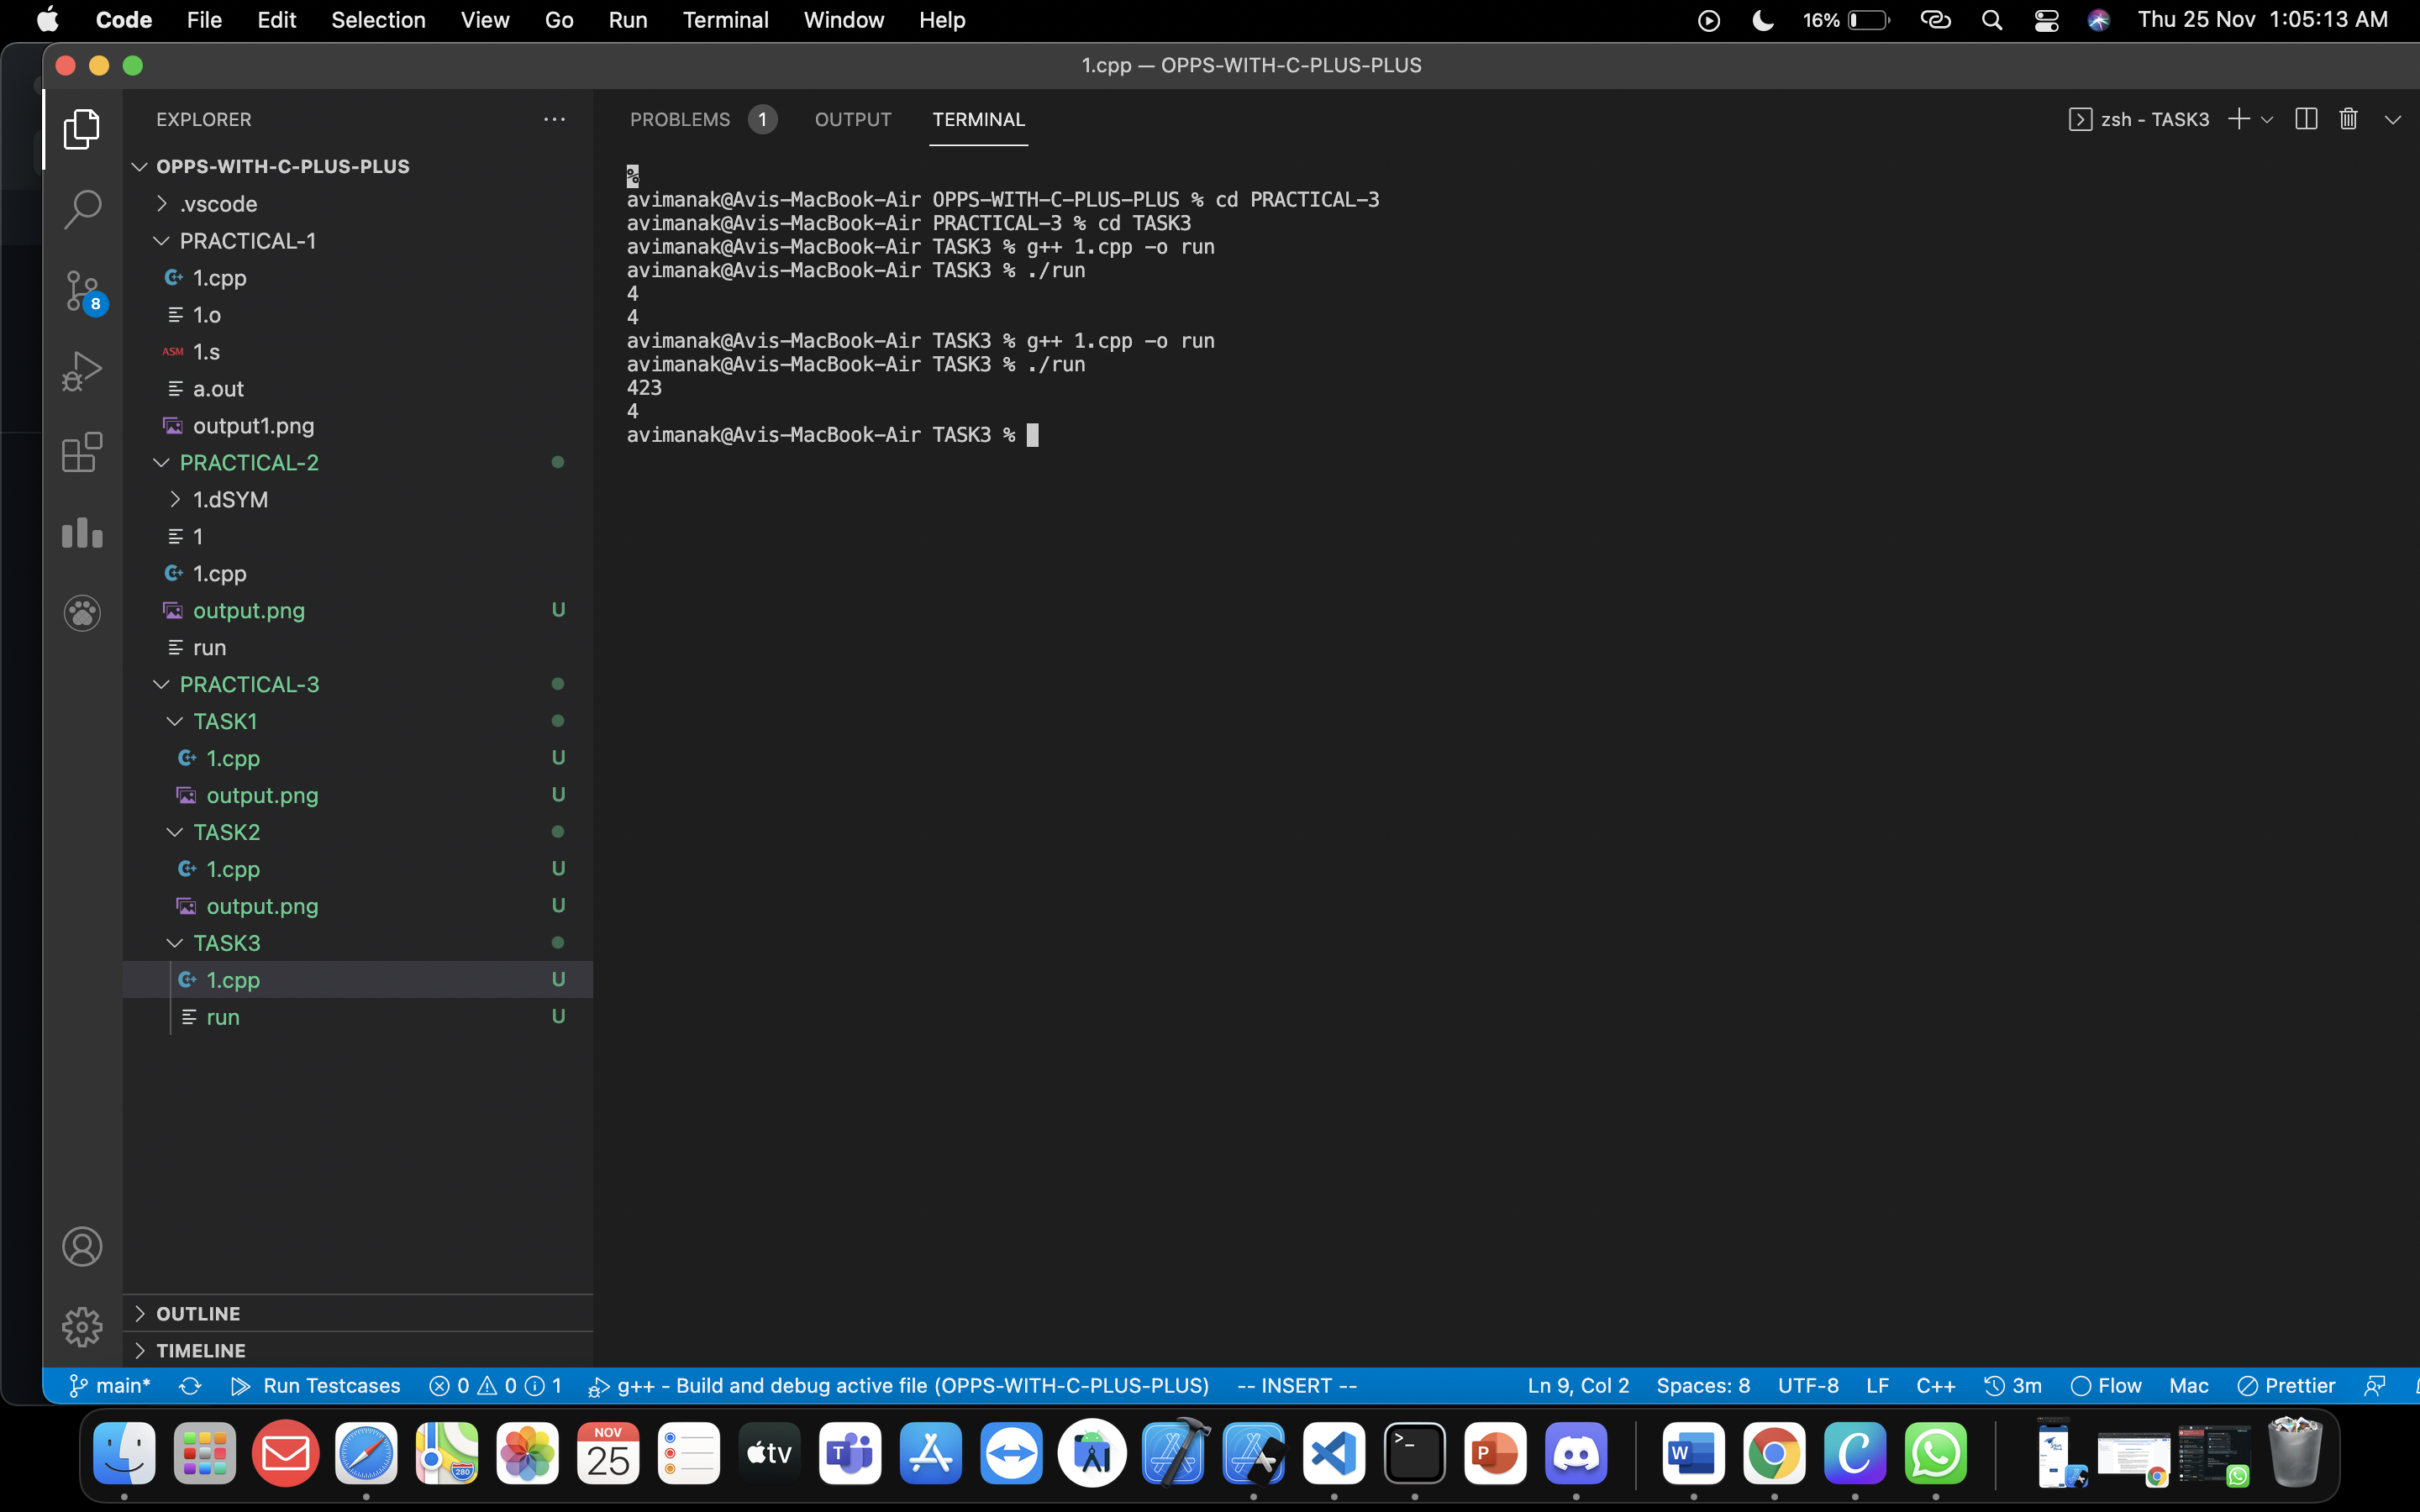 Code File Edit Selection View Go Run Terminal Window Help 16% Thu 25 Nov 1:05:13 AM
1.cpp — OPPS-WITH-C-PLUS-PLUS
EXPLORER
OPPS-WITH-C-PLUS-PLUS
.vscode
PRACTICAL-1
1.cpp
1.o
ASM 1.s
a.out
output1.png
PRACTICAL-2
1.dSYM
1
1.cpp
output.png U
run
PRACTICAL-3
TASK1
1.cpp U
output.png U
TASK2
1.cpp U
output.png U
TASK3
1.cpp U
run U
OUTLINE
TIMELINE
8
PROBLEMS 1 OUTPUT TERMINAL zsh - TASK3
%
avimanak@Avis-MacBook-Air OPPS-WITH-C-PLUS-PLUS % cd PRACTICAL-3
avimanak@Avis-MacBook-Air PRACTICAL-3 % cd TASK3
avimanak@Avis-MacBook-Air TASK3 % g++ 1.cpp -o run
avimanak@Avis-MacBook-Air TASK3 % ./run
4
4
avimanak@Avis-MacBook-Air TASK3 % g++ 1.cpp -o run
avimanak@Avis-MacBook-Air TASK3 % ./run
423
4
avimanak@Avis-MacBook-Air TASK3 %
main* Run Testcases 0 0 1 g++ - Build and debug active file (OPPS-WITH-C-PLUS-PLUS) -- INSERT -- Ln 9, Col 2 Spaces: 8 UTF-8 LF C++ 3m Flow Mac Prettier
280
NOV
25
tv
T
P
W